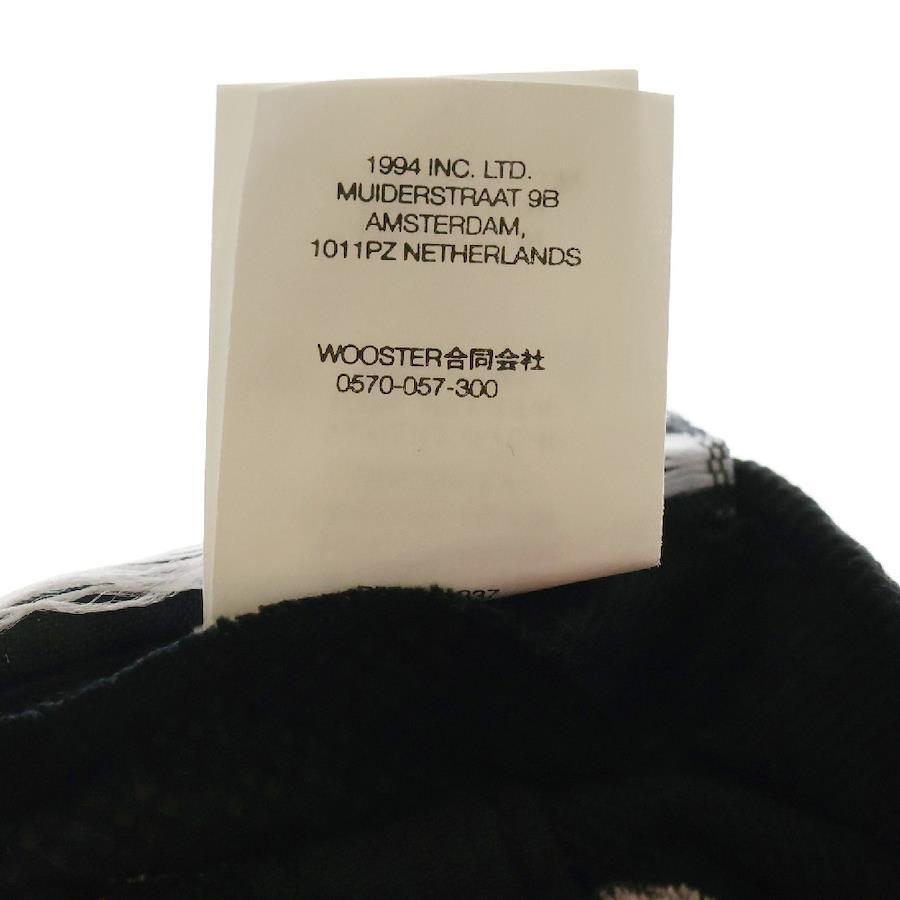 1994 INC. LTD.
MUIDERSTRAAT 9B
AMSTERDAM,
1011PZ NETHERLANDS
WOOSTER合同会社
0570-057-300